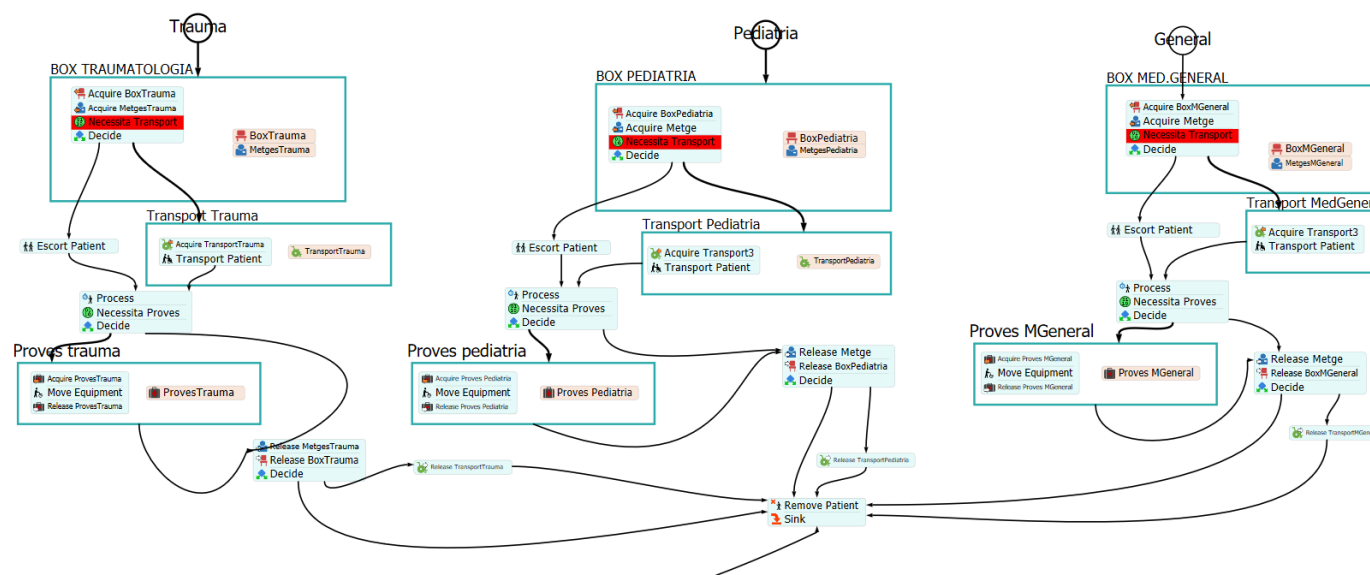 Trauma
BOX TRAUMATOLOGIA
Acquire BoxTrauma
Acquire MetgesTrauma
Necessita Transport
Decide
BoxTrauma
MetgesTrauma
Transport Trauma
Escort Patient
Acquire TransportTrauma
Transport Patient
TransportTrauma
Process
Necessita Proves
Decide
Proves trauma
Acquire ProvesTrauma
Move Equipment
Release ProvesTrauma
ProvesTrauma
Release MetgesTrauma
Release BoxTrauma
Decide
Release TransportTrauma
Pediatria
BOX PEDIATRIA
Acquire BoxPediatria
Acquire Metge
Necessita Transport
Decide
BoxPediatria
MetgesPediatria
Transport Pediatria
Escort Patient
Acquire Transport3
Transport Patient
TransportPediatria
Process
Necessita Proves
Decide
Proves pediatria
Acquire Proves Pediatria
Move Equipment
Release Proves Pediatria
Proves Pediatria
Release Metge
Release BoxPediatria
Decide
Release TransportPediatria
Remove Patient
Sink
General
BOX MED.GENERAL
Acquire BoxMGeneral
Acquire Metge
Necessita Transport
Decide
BoxMGeneral
MetgesMGeneral
Transport MedGener
Escort Patient
Acquire Transport3
Transport Patient
Process
Necessita Proves
Decide
Proves MGeneral
Acquire Proves MGeneral
Move Equipment
Release Proves MGeneral
Proves MGeneral
Release Metge
Release BoxMGeneral
Decide
Release TransportMGene